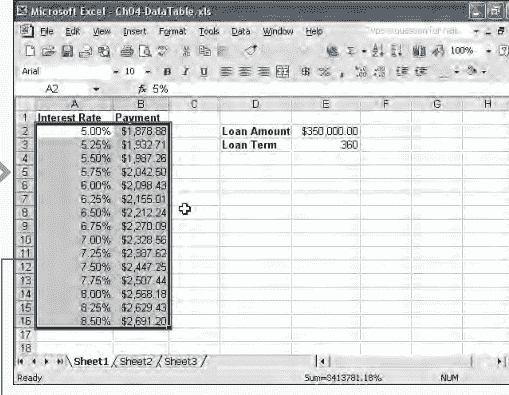 Microsoft Excel - Ch04-DataTable.xls
File Edit View Insert Format Tools Data Window Help
100%
Arial 10 B I U $ % ,
A2 fx 5%
A B C D E F G H
1 Interest Rate Payment
2 5.00% $1,878.88 Loan Amount $350,000.00
3 5.25% $1,932.71 Loan Term 360
4 5.50% $1,987.26
5 5.75% $2,042.50
6 6.00% $2,098.43
7 6.25% $2,155.01
8 6.50% $2,212.24
9 6.75% $2,270.09
10 7.00% $2,328.56
11 7.25% $2,387.62
12 7.50% $2,447.25
13 7.75% $2,507.44
14 8.00% $2,568.18
15 8.25% $2,629.43
16 8.50% $2,691.20
17
18
Sheet1 / Sheet2 / Sheet3 /
Ready Sum=3413781.18% NUM